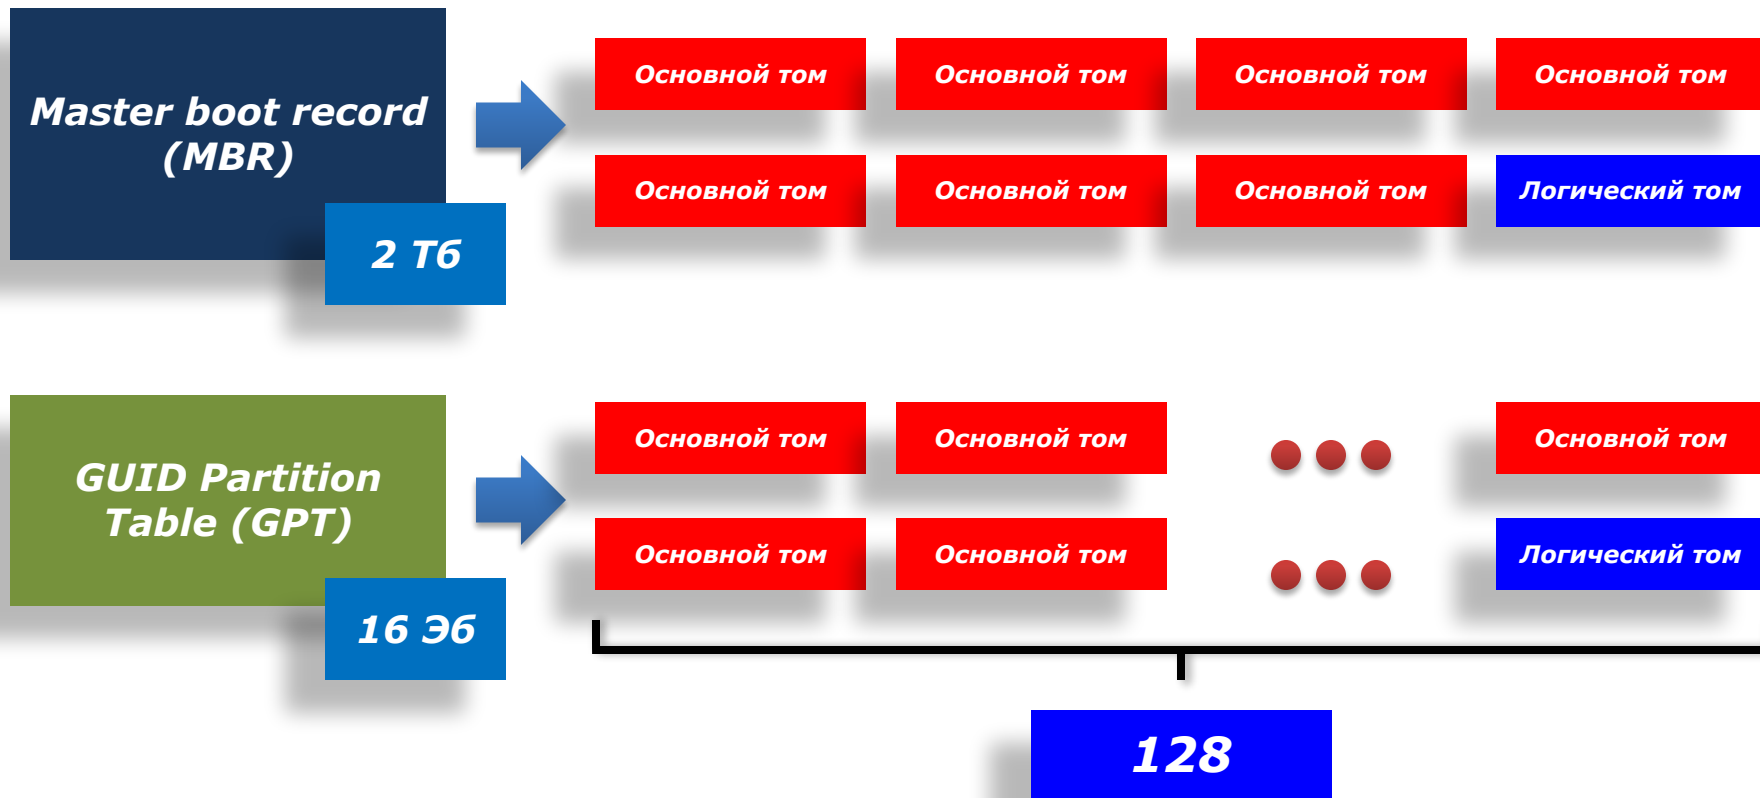 Master boot record
(MBR)
2 Тб
Основной том
Основной том
Основной том
Основной том
Основной том
Основной том
Основной том
Логический том
GUID Partition
Table (GPT)
16 Эб
Основной том
Основной том
Основной том
Основной том
Основной том
Логический том
128